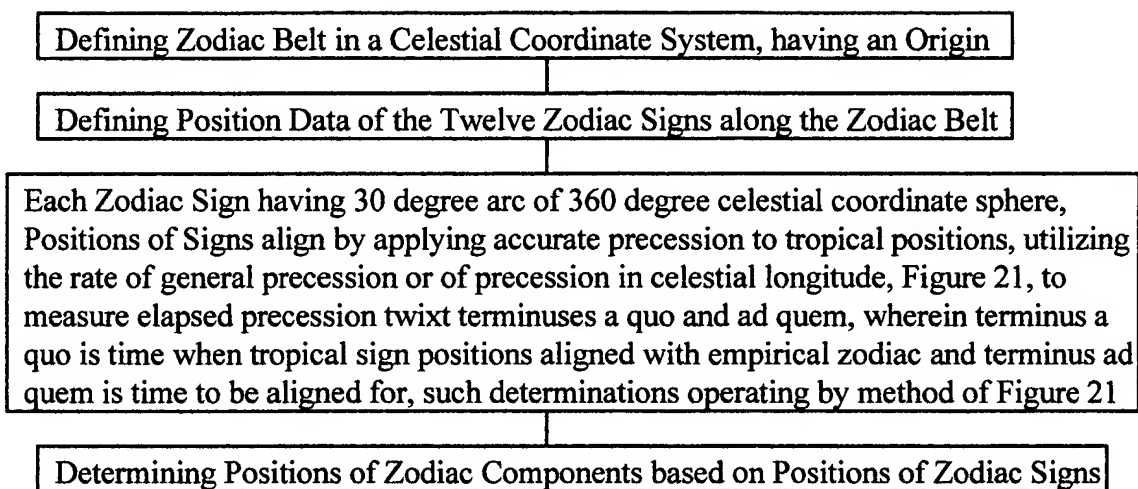 Defining Zodiac Belt in a Celestial Coordinate System, having an Origin
Defining Position Data of the Twelve Zodiac Signs along the Zodiac Belt
Each Zodiac Sign having 30 degree arc of 360 degree celestial coordinate sphere,
Positions of Signs align by applying accurate precession to tropical positions, utilizing
the rate of general precession or of precession in celestial longitude, Figure 21, to
measure elapsed precession twixt terminuses a quo and ad quem, wherein terminus a
quo is time when tropical sign positions aligned with empirical zodiac and terminus ad
quem is time to be aligned for, such determinations operating by method of Figure 21
Determining Positions of Zodiac Components based on Positions of Zodiac Signs